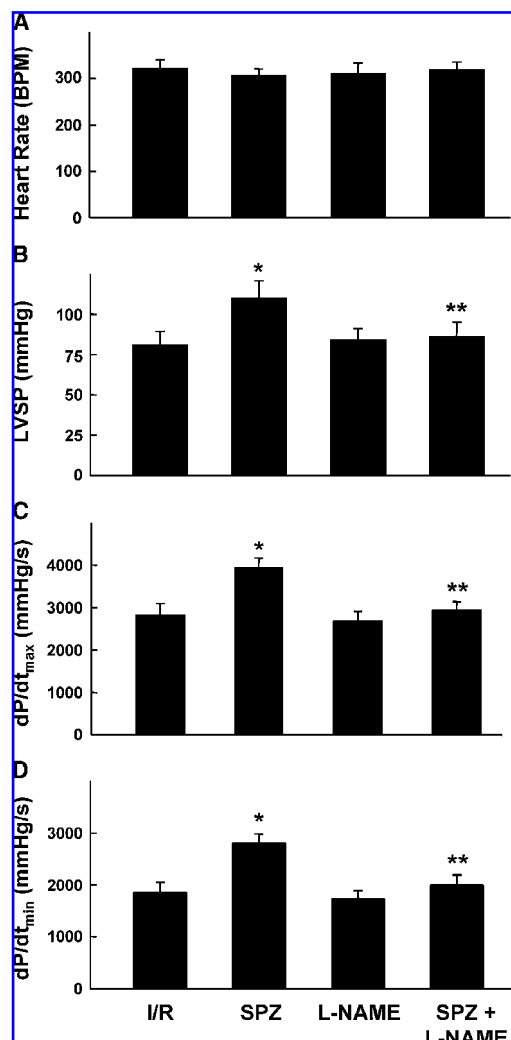 A
Heart Rate (BPM)
300
200
100
0
B
LVSP (mmHg)
100
75
50
25
0
*
**
C
dP/dtmax (mmHg/s)
4000
3000
2000
1000
0
*
**
D
dP/dtmin (mmHg/s)
3000
2000
1000
0
*
**
I/R
SPZ
L-NAME
SPZ +
L-NAME